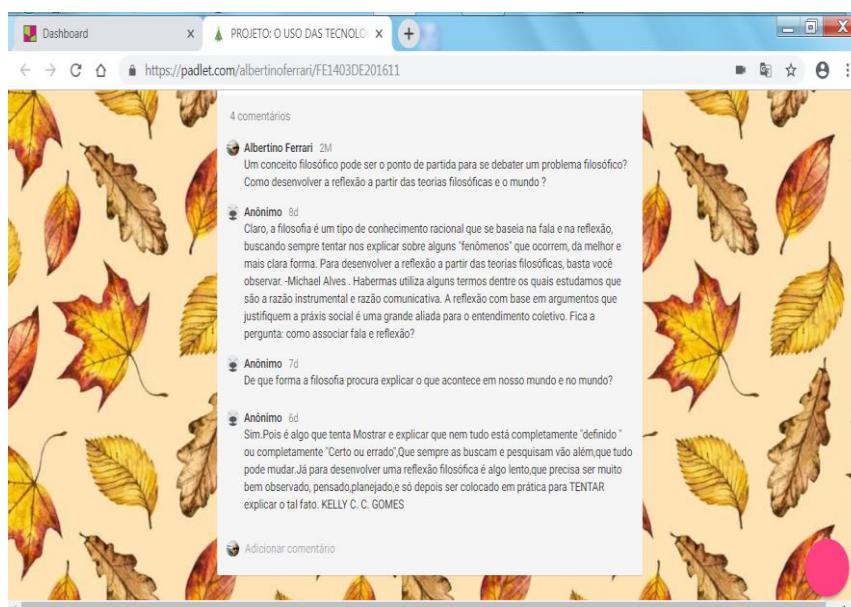 Dashboard
PROJETO: O USO DAS TECNOLO
https://padlet.com/albertinoferrari/FE1403DE201611
4 comentários
Albertino Ferrari 2M
Um conceito filosófico pode ser o ponto de partida para se debater um problema filosófico?
Como desenvolver a reflexão a partir das teorias filosóficas e o mundo ?
Anônimo 8d
Claro, a filosofia é um tipo de conhecimento racional que se baseia na fala e na reflexão,
buscando sempre tentar nos explicar sobre alguns "fenômenos" que ocorrem, da melhor e
mais clara forma. Para desenvolver a reflexão a partir das teorias filosóficas, basta você
observar. -Michael Alves . Habermas utiliza alguns termos dentre os quais estudamos que
são a razão instrumental e razão comunicativa. A reflexão com base em argumentos que
justifiquem a práxis social é uma grande aliada para o entendimento coletivo. Fica a
pergunta: como associar fala e reflexão?
Anônimo 7d
De que forma a filosofia procura explicar o que acontece em nosso mundo e no mundo?
Anônimo 6d
Sim.Pois é algo que tenta Mostrar e explicar que nem tudo está completamente "definido "
ou completamente "Certo ou errado",Que sempre as buscam e pesquisam vão além,que tudo
pode mudar.Já para desenvolver uma reflexão filosófica é algo lento,que precisa ser muito
bem observado, pensado,planejado,e só depois ser colocado em prática para TENTAR
explicar o tal fato. KELLY C. C. GOMES
Adicionar comentário